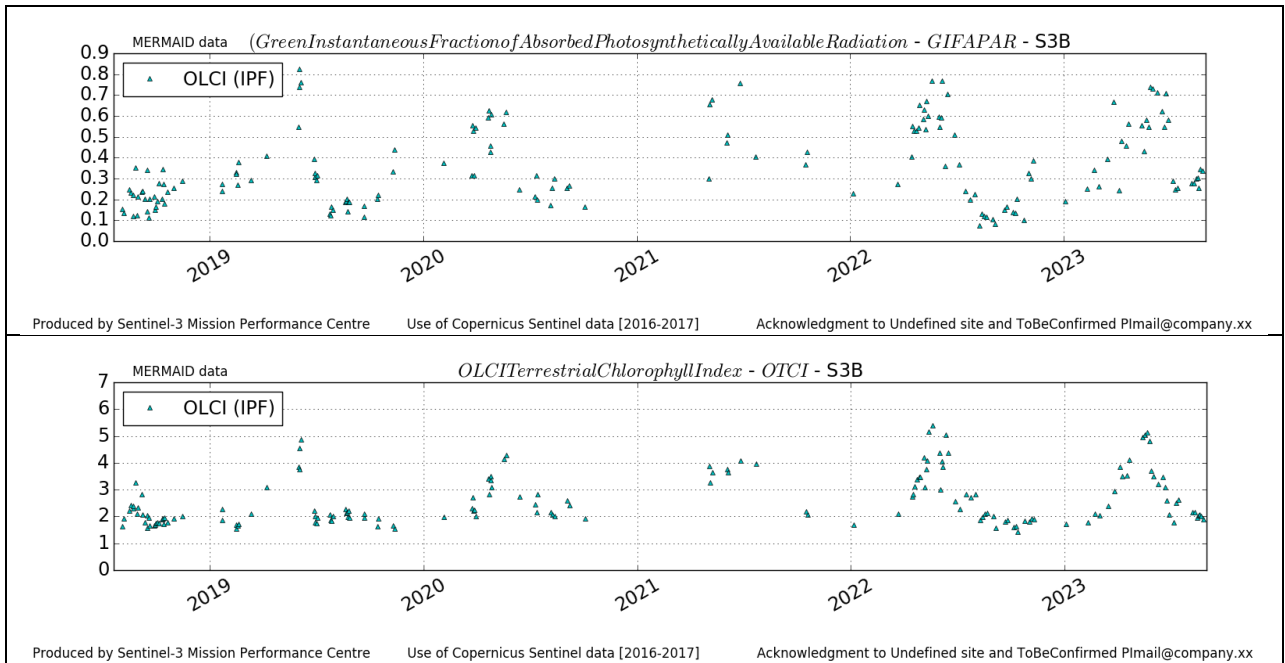 MERMAID data (GreenInstantaneousFractionofAbsorbedPhotosyntheticallyAvailableRadiation - GIFAPAR - S3B
0.9
0.8
0.7
0.6
0.5
0.4
0.3
0.2
0.1
0.0
OLCI (IPF)
2019 2020 2021 2022 2023
Produced by Sentinel-3 Mission Performance Centre Use of Copernicus Sentinel data [2016-2017] Acknowledgment to Undefined site and ToBeConfirmed PImail@company.xx
MERMAID data OLCITerrestrialChlorophyllIndex - OTCI - S3B
7
6
5
4
3
2
1
0
OLCI (IPF)
2019 2020 2021 2022 2023
Produced by Sentinel-3 Mission Performance Centre Use of Copernicus Sentinel data [2016-2017] Acknowledgment to Undefined site and ToBeConfirmed PImail@company.xx